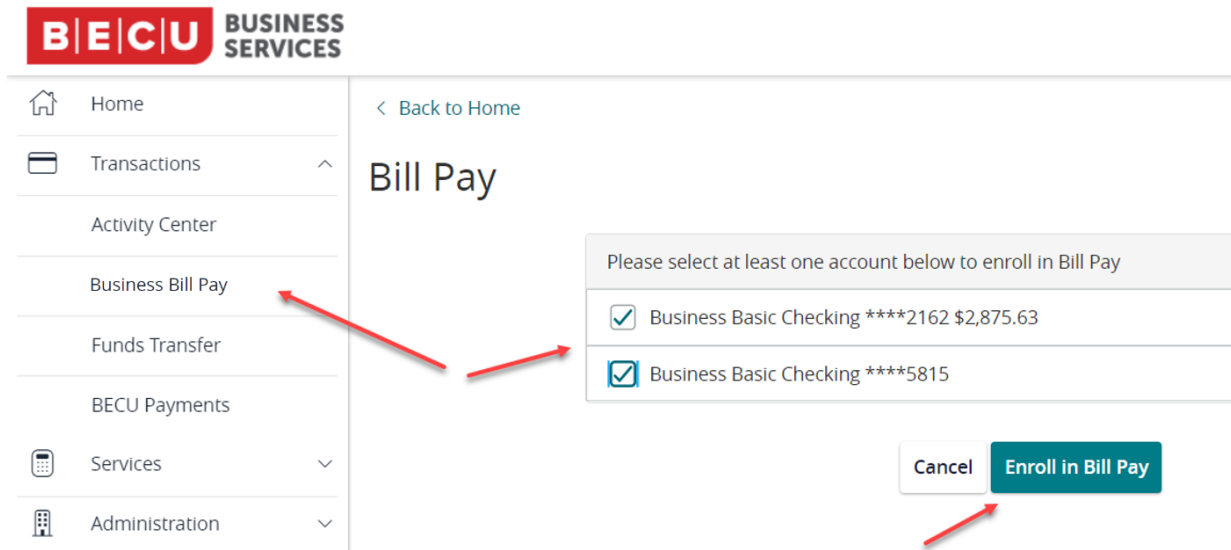 BECU BUSINESS
SERVICES
Home
Transactions
Activity Center
Business Bill Pay
Funds Transfer
BECU Payments
Services
Administration
< Back to Home
Bill Pay
Please select at least one account below to enroll in Bill Pay
Business Basic Checking ****2162 $2,875.63
Business Basic Checking ****5815
Cancel Enroll in Bill Pay